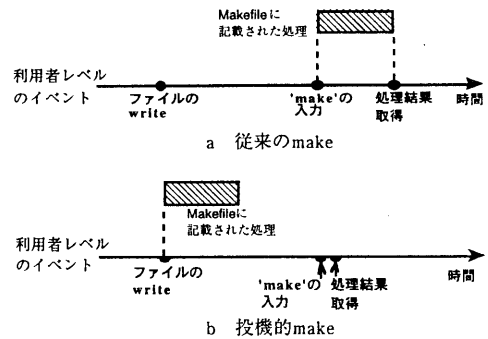 Makefileに
記載された処理
利用者レベル
のイベント
ファイルの
write
'make'の
入力
処理結果
取得
時間
a 従来のmake
Makefileに
記載された処理
利用者レベル
のイベント
ファイルの
write
'make'の
入力
処理結果
取得
時間
b 投機的make